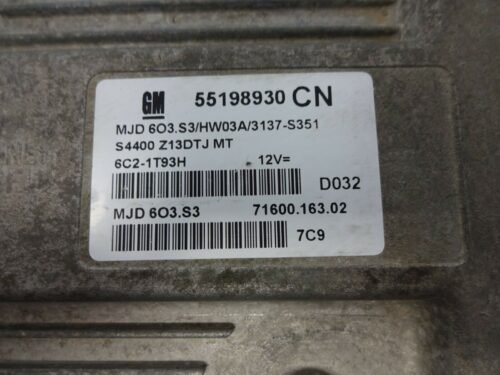 GM 55198930 CN
MJD 6O3.S3/HW03A/3137-S351
S4400 Z13DTJ MT
6C2-1T93H 12V=
D032
MJD 6O3.S3 71600.163.02
7C9